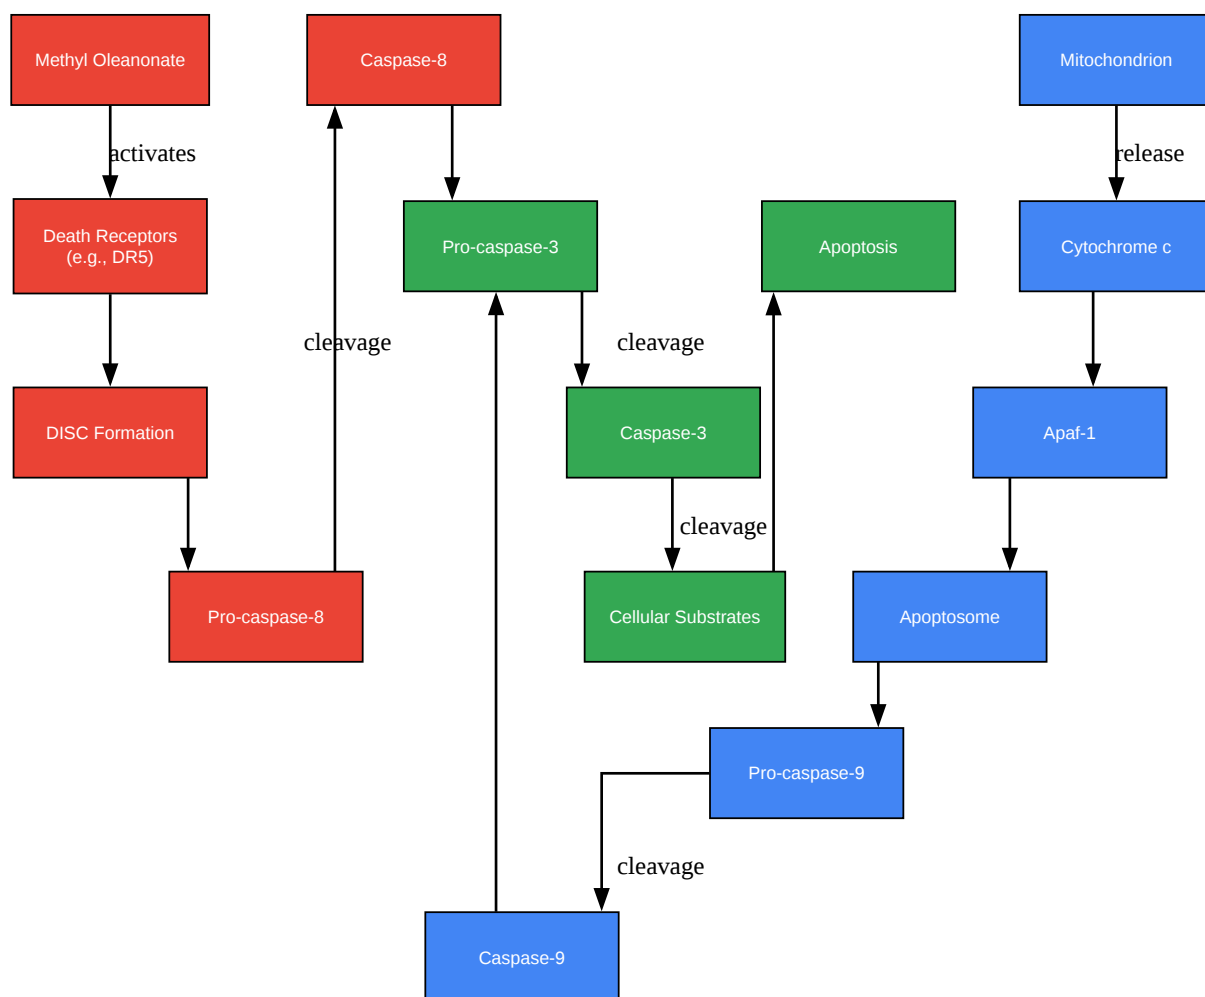 Methyl Oleanonate
Caspase-8
Mitochondrion
activates
release
Death Receptors
(e.g., DR5)
Pro-caspase-3
Apoptosis
Cytochrome c
cleavage
cleavage
DISC Formation
Caspase-3
Apaf-1
cleavage
Pro-caspase-8
Cellular Substrates
Apoptosome
Pro-caspase-9
cleavage
Caspase-9